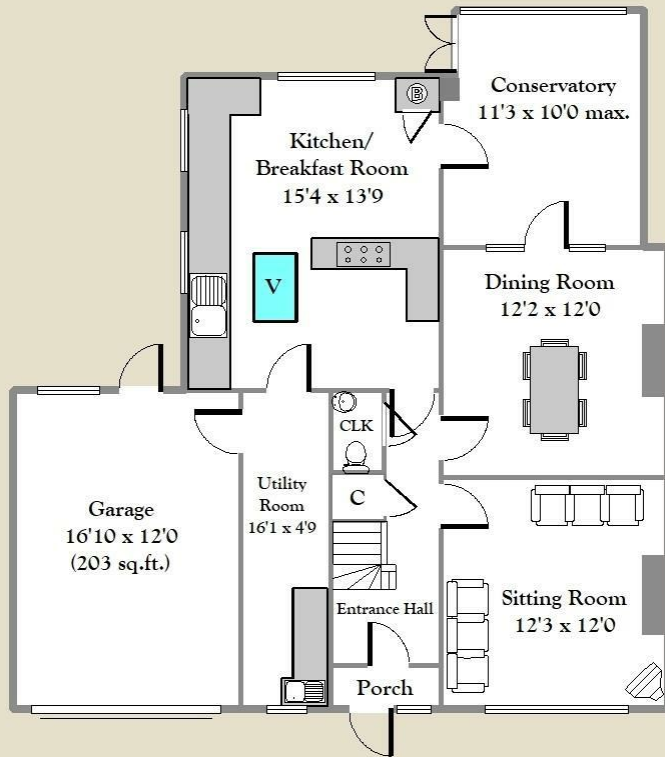 Conservatory
11'3 x 10'0 max.
B
Kitchen/
Breakfast Room
15'4 x 13'9
V
Dining Room
12'2 x 12'0
CLK
C
Utility
Room
16'1 x 4'9
Garage
16'10 x 12'0
(203 sq.ft.)
Entrance Hall
Sitting Room
12'3 x 12'0
Porch